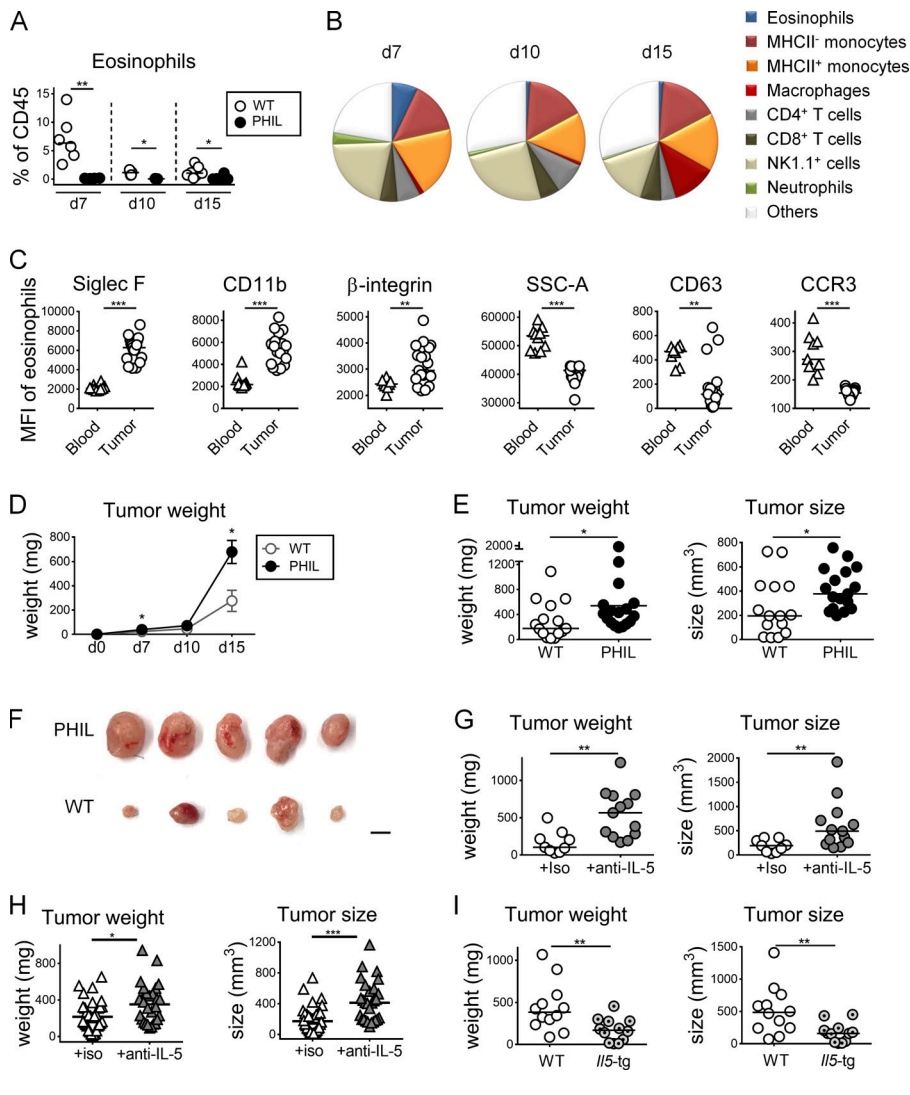 A
Eosinophils
% of CD45
15
10
5
0
**
*
*
WT
PHIL
d7
d10
d15
B
d7
d10
d15
Eosinophils
MHCII⁻ monocytes
MHCII⁺ monocytes
Macrophages
CD4⁺ T cells
CD8⁺ T cells
NK1.1⁺ cells
Neutrophils
Others
C
MFI of eosinophils
Siglec F
***
10000
8000
6000
4000
2000
0
Blood
Tumor
CD11b
***
8000
6000
4000
2000
0
Blood
Tumor
β-integrin
**
5000
4000
3000
2000
Blood
Tumor
SSC-A
***
60000
50000
40000
30000
Blood
Tumor
CD63
**
800
600
400
200
0
Blood
Tumor
CCR3
***
400
300
200
100
Blood
Tumor
D
Tumor weight
weight (mg)
800
600
400
200
0
*
*
WT
PHIL
d0
d7
d10
d15
E
Tumor weight
weight (mg)
*
2000
1200
800
400
0
WT
PHIL
Tumor size
size (mm³)
*
800
600
400
200
0
WT
PHIL
F
PHIL
WT
G
Tumor weight
weight (mg)
**
1000
500
0
+Iso
+anti-IL-5
Tumor size
size (mm³)
**
2000
1500
1000
500
0
+Iso
+anti-IL-5
H
Tumor weight
weight (mg)
*
800
400
0
+iso
+anti-IL-5
Tumor size
size (mm³)
***
1200
800
400
0
+iso
+anti-IL-5
I
Tumor weight
weight (mg)
**
1000
500
0
WT
Il5-tg
Tumor size
size (mm³)
**
1500
1000
500
0
WT
Il5-tg